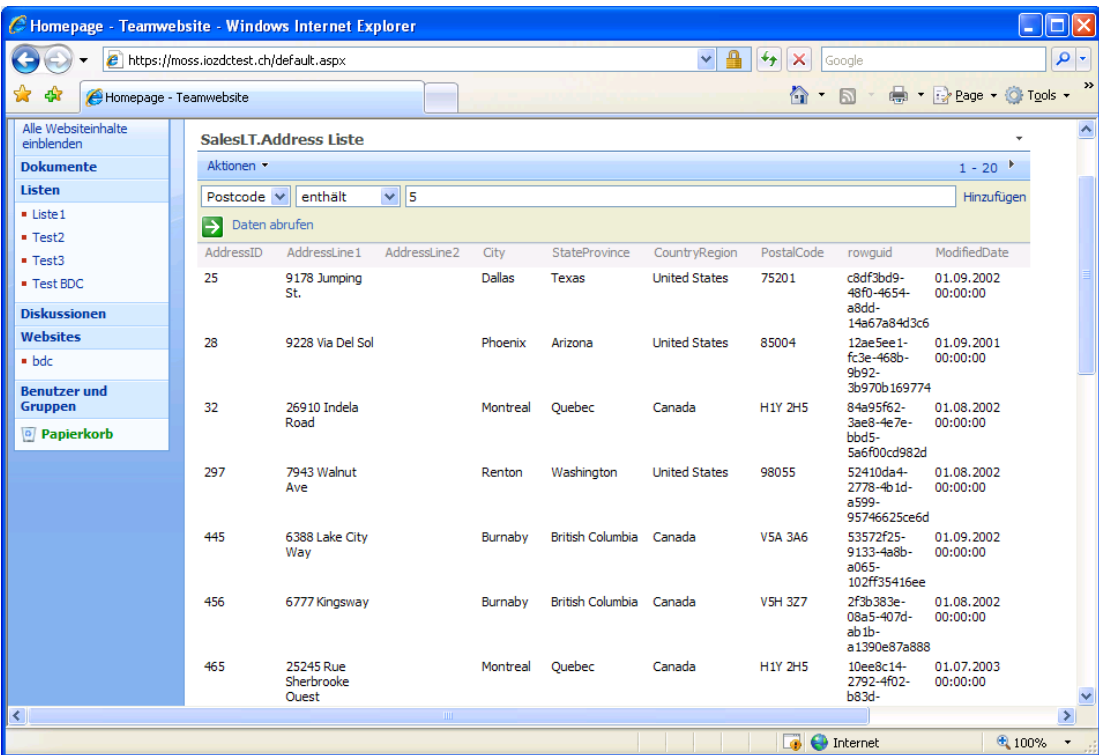 Homepage - Teamwebsite - Windows Internet Explorer
https://moss.iozdctest.ch/default.aspx
Google
Homepage - Teamwebsite
Page
Tools
»
Alle Websiteinhalte
einblenden
Dokumente
Listen
Liste1
Test2
Test3
Test BDC
Diskussionen
Websites
bdc
Benutzer und
Gruppen
Papierkorb
SalesLT.Address Liste
Aktionen
1 - 20
Postcode enthält 5 Hinzufügen
Daten abrufen
AddressID AddressLine1 AddressLine2 City StateProvince CountryRegion PostalCode rowguid ModifiedDate
25 9178 Jumping Dallas Texas United States 75201 c8df3bd9- 01.09.2002
St. 48f0-4654- 00:00:00
a8dd-
14a67a84d3c6
28 9228 Via Del Sol Phoenix Arizona United States 85004 12ae5ee1- 01.09.2001
fc3e-468b- 00:00:00
9b92-
3b970b169774
32 26910 Indela Montreal Quebec Canada H1Y 2H5 84a95f62- 01.08.2002
Road 3ae8-4e7e- 00:00:00
bbd5-
5a6f00cd982d
297 7943 Walnut Renton Washington United States 98055 52410da4- 01.08.2002
Ave 2778-4b1d- 00:00:00
a599-
95746625ce6d
445 6388 Lake City Burnaby British Columbia Canada V5A 3A6 53572f25- 01.09.2002
Way 9133-4a8b- 00:00:00
a065-
102ff35416ee
456 6777 Kingsway Burnaby British Columbia Canada V5H 3Z7 2f3b383e- 01.08.2002
08a5-407d- 00:00:00
ab1b-
a1390e87a888
465 25245 Rue Montreal Quebec Canada H1Y 2H5 10ee8c14- 01.07.2003
Sherbrooke 2792-4f02- 00:00:00
Ouest b83d-
Internet
100%